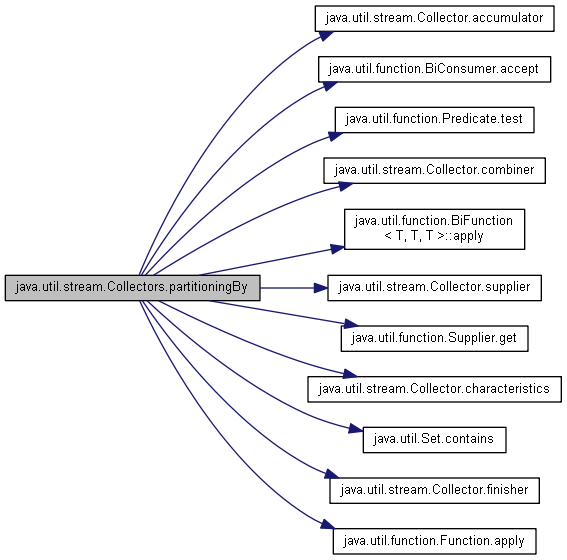 java.util.stream.Collector.accumulator
java.util.function.BiConsumer.accept
java.util.function.Predicate.test
java.util.stream.Collector.combiner
java.util.function.BiFunction
< T, T, T >::apply
java.util.stream.Collectors.partitioningBy
java.util.stream.Collector.supplier
java.util.function.Supplier.get
java.util.stream.Collector.characteristics
java.util.Set.contains
java.util.stream.Collector.finisher
java.util.function.Function.apply